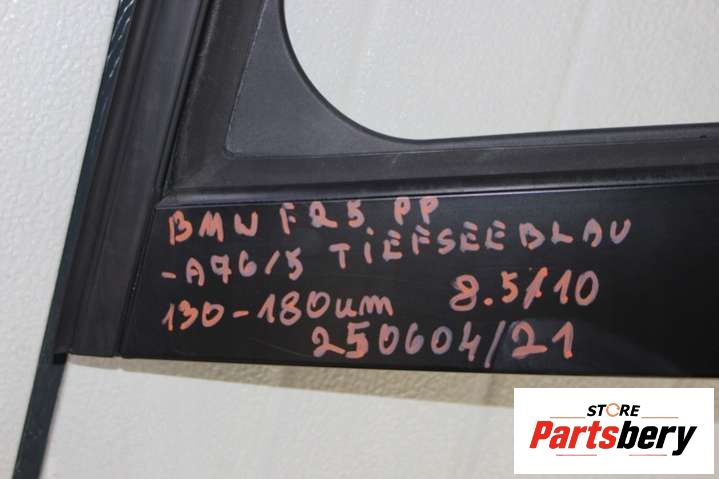 BMW F25 PP
-A76/5 TIEFSEEBLAU
130-180um 8.5/10
250604/21
STORE
Partsbery